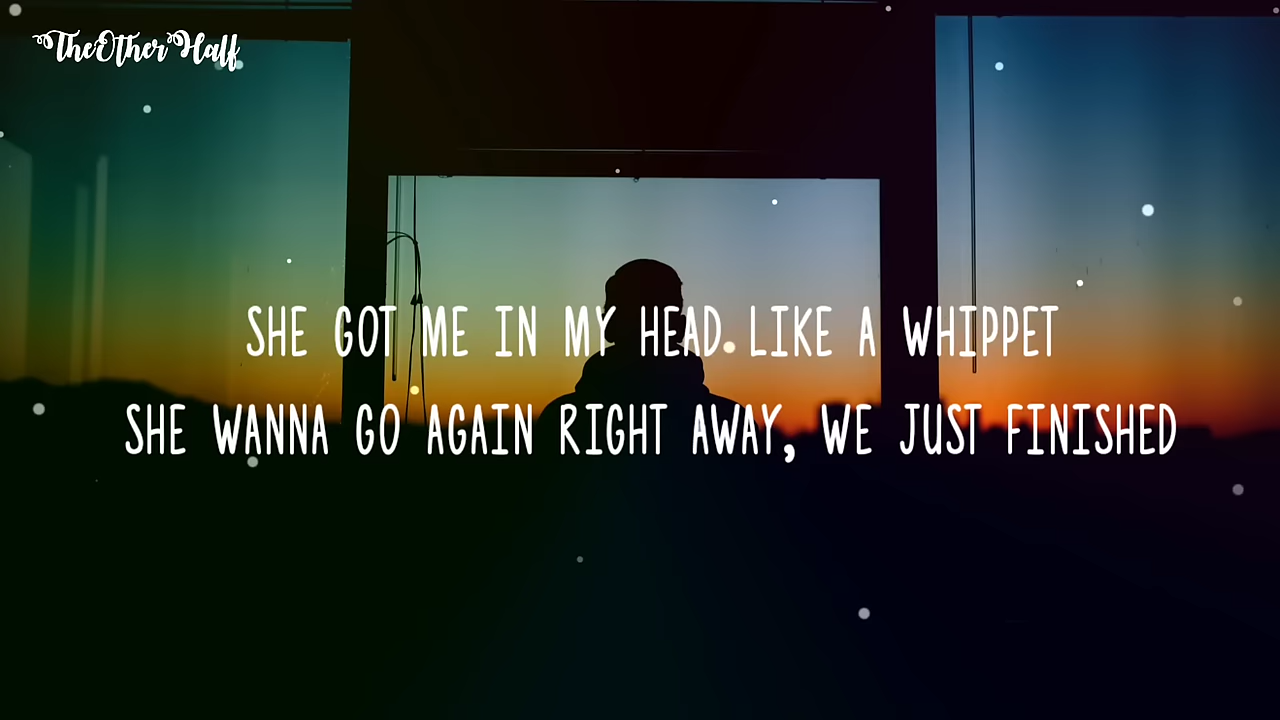 TheOther Half
SHE GOT ME IN MY HEAD LIKE A WHIPPET
SHE WANNA GO AGAIN RIGHT AWAY, WE JUST FINISHED